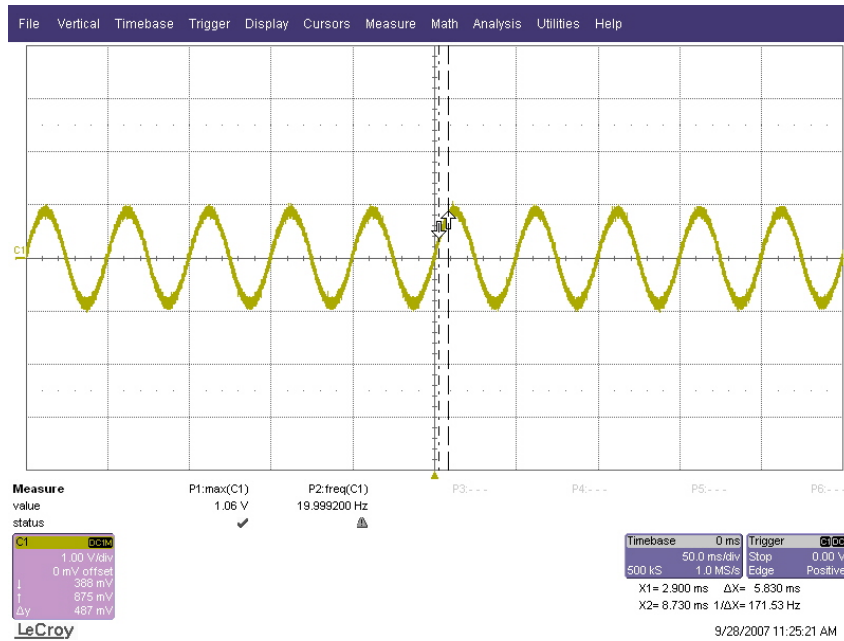 File Vertical Timebase Trigger Display Cursors Measure Math Analysis Utilities Help
C1
Measure P1:max(C1) P2:freq(C1) P3:--- P4:--- P5:--- P6:---
value 1.06 V 19.999200 Hz
status
C1 DC1M
1.00 V/div
0 mV offset
↓ 388 mV
↑ 875 mV
Δy 487 mV
Timebase 0 ms
50.0 ms/div
500 kS 1.0 MS/s
Trigger C1 DC
Stop 0.00 V
Edge Positive
X1= 2.900 ms ΔX= 5.830 ms
X2= 8.730 ms 1/ΔX= 171.53 Hz
LeCroy
9/28/2007 11:25:21 AM